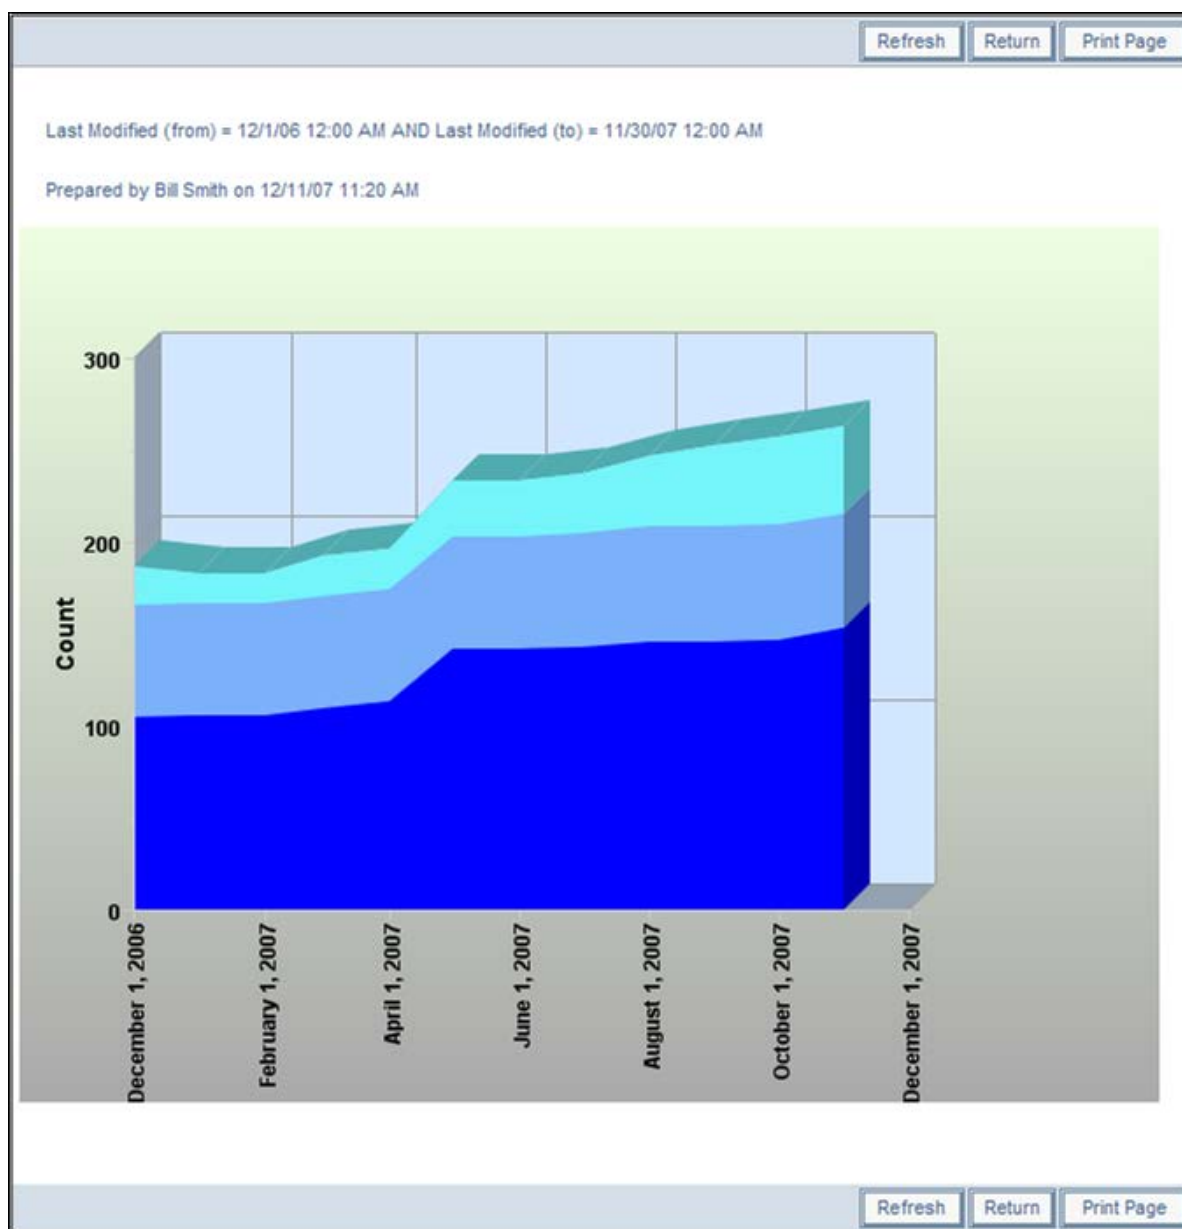 Refresh Return Print Page
Last Modified (from) = 12/1/06 12:00 AM AND Last Modified (to) = 11/30/07 12:00 AM
Prepared by Bill Smith on 12/11/07 11:20 AM
300
200
100
0
Count
December 1, 2006
February 1, 2007
April 1, 2007
June 1, 2007
August 1, 2007
October 1, 2007
December 1, 2007
Refresh Return Print Page